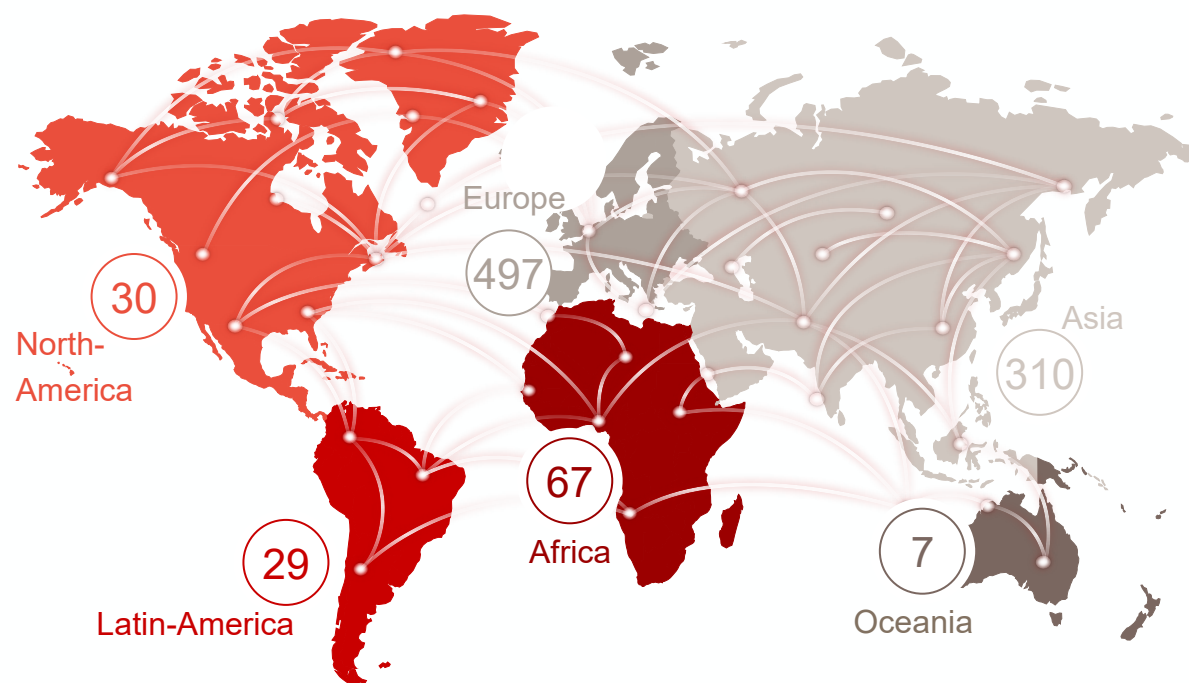 Europe
497
30
North-
America
Asia
310
67
Africa
29
Latin-America
7
Oceania